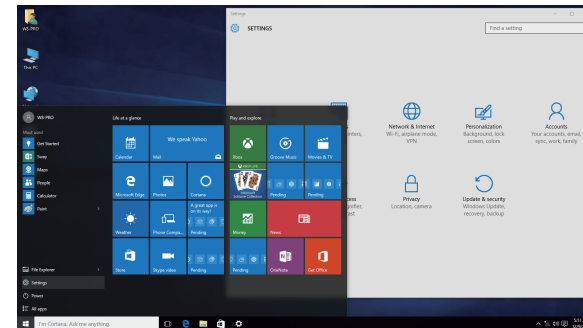 WS-PRO
This PC
Settings
SETTINGS
Find a setting
Network & Internet
Wi-Fi, airplane mode,
VPN
Personalization
Background, lock
screen, colors
Accounts
Your accounts, email,
sync, work, family
Privacy
Location, camera
Update & security
Windows Update,
recovery, backup
WS-PRO
Most used
Get Started
Sway
Maps
People
Calculator
Paint
File Explorer
Settings
Power
All apps
Life at a glance
Calendar
We speak Yahoo
Mail
Microsoft Edge
Photos
Cortana
Weather
Phone Compa...
A great app is
on its way!
Pending
Store
Skype video
Pending
Play and explore
Xbox
Groove Music
Movies & TV
XBOX LIVE
Microsoft
Solitaire Collection
Pending
Pending
Money
News
Pending
OneNote
Get Office
I'm Cortana. Ask me anything.